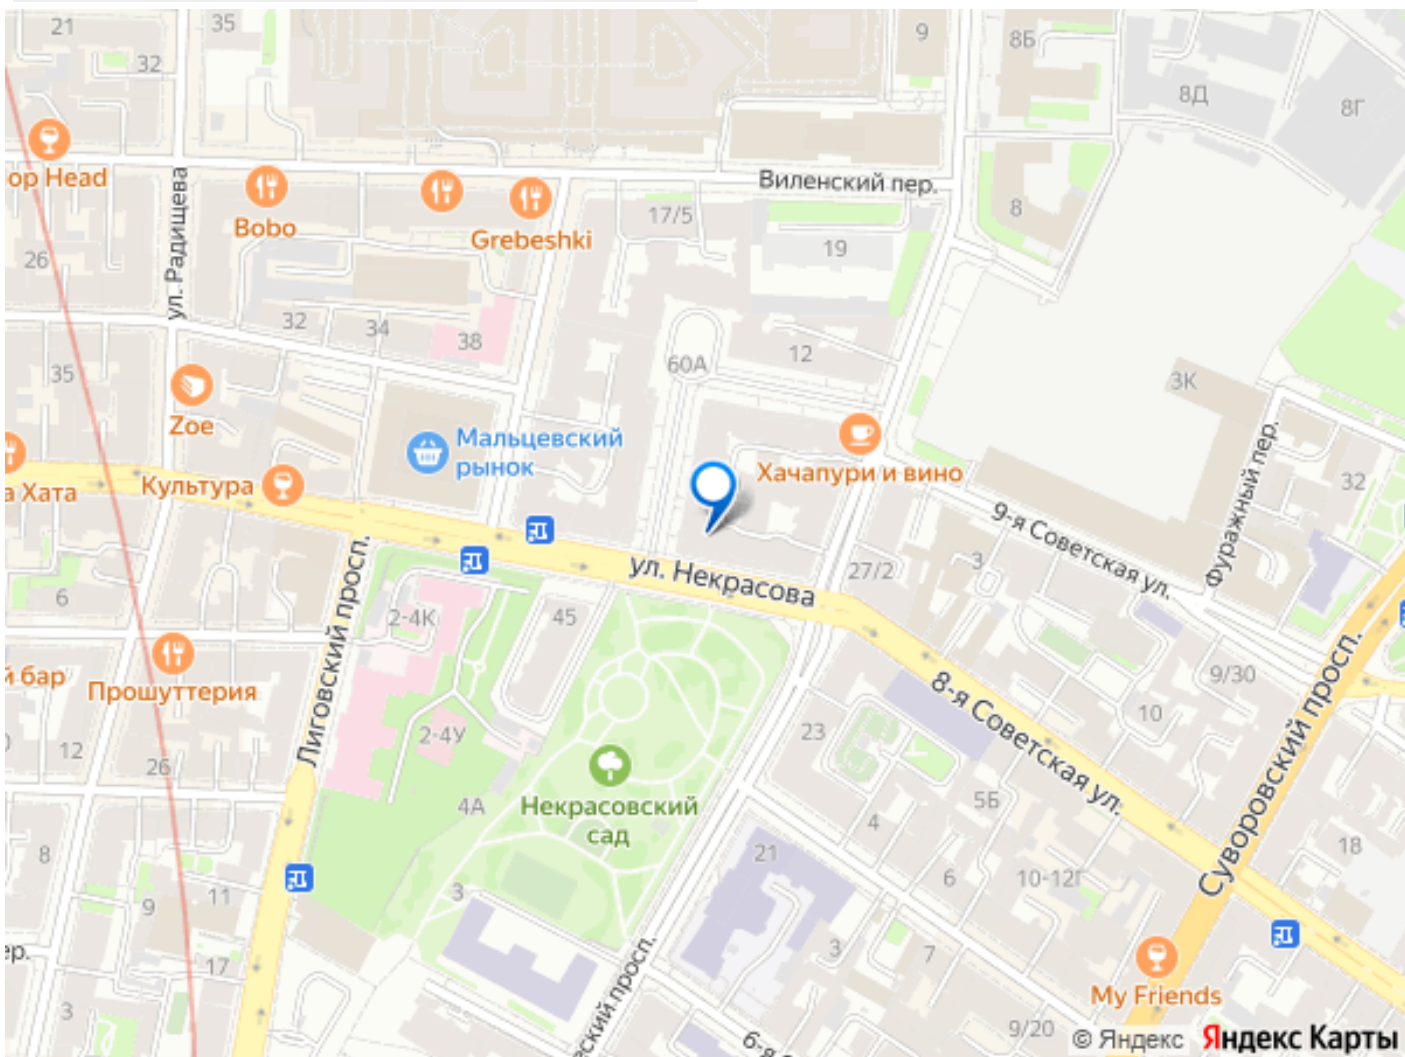 21
35
32
9
8Б
8Д
8Г
op Head
ул. Радищева
Bobo
Grebeshki
17/5
Виленский пер.
19
8
26
32
34
38
60А
12
3К
35
Zoe
Мальцевский
рынок
Хачапури и вино
а Хата
Культура
9-я Советская ул.
Фуражный пер.
32
ул. Некрасова
27/2
3
6
2-4К
45
Лиговский просп.
й бар
Прошуттерия
9/30
10
8-я Советская ул.
Суворовский просп.
12
26
2-4У
23
4А
Некрасовский
сад
5Б
4
18
8
21
6
10-12Г
11
9
3
17
3
7
ер.
еский просп.
My Friends
3
9/20
6-я
© Яндекс
Яндекс Карты